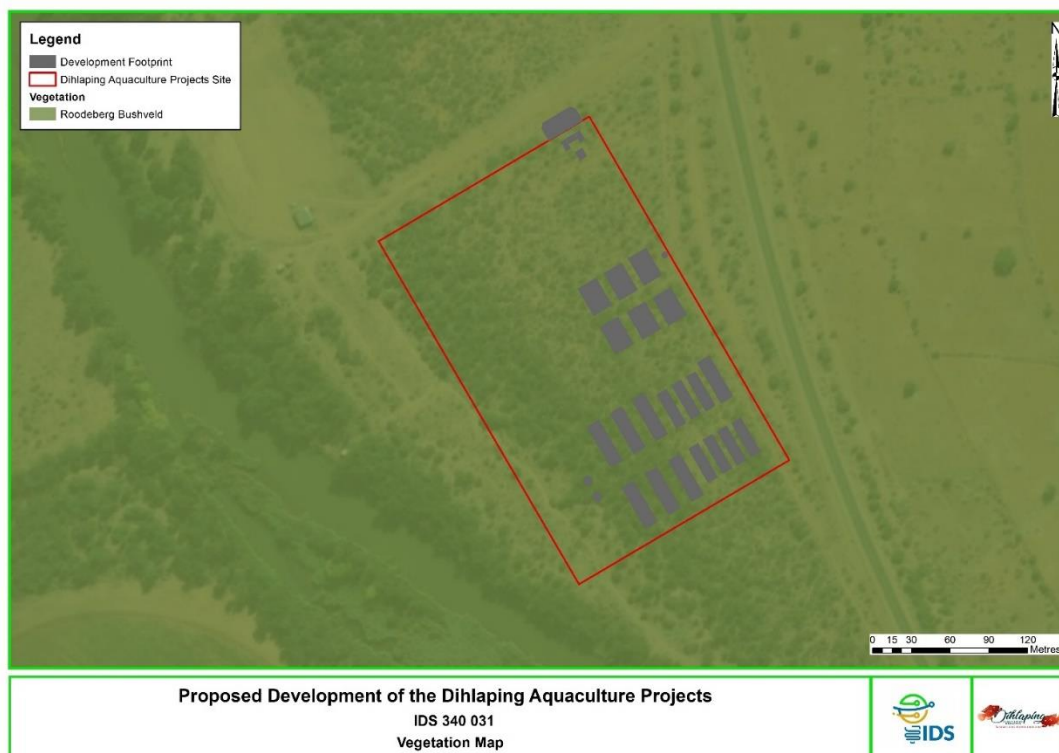 Legend
Development Footprint
Dihlaping Aquaculture Projects Site
Vegetation
Roodeberg Bushveld
N
0 15 30 60 90 120
Metres
Proposed Development of the Dihlaping Aquaculture Projects
IDS 340 031
Vegetation Map
IDS
Dihlaping